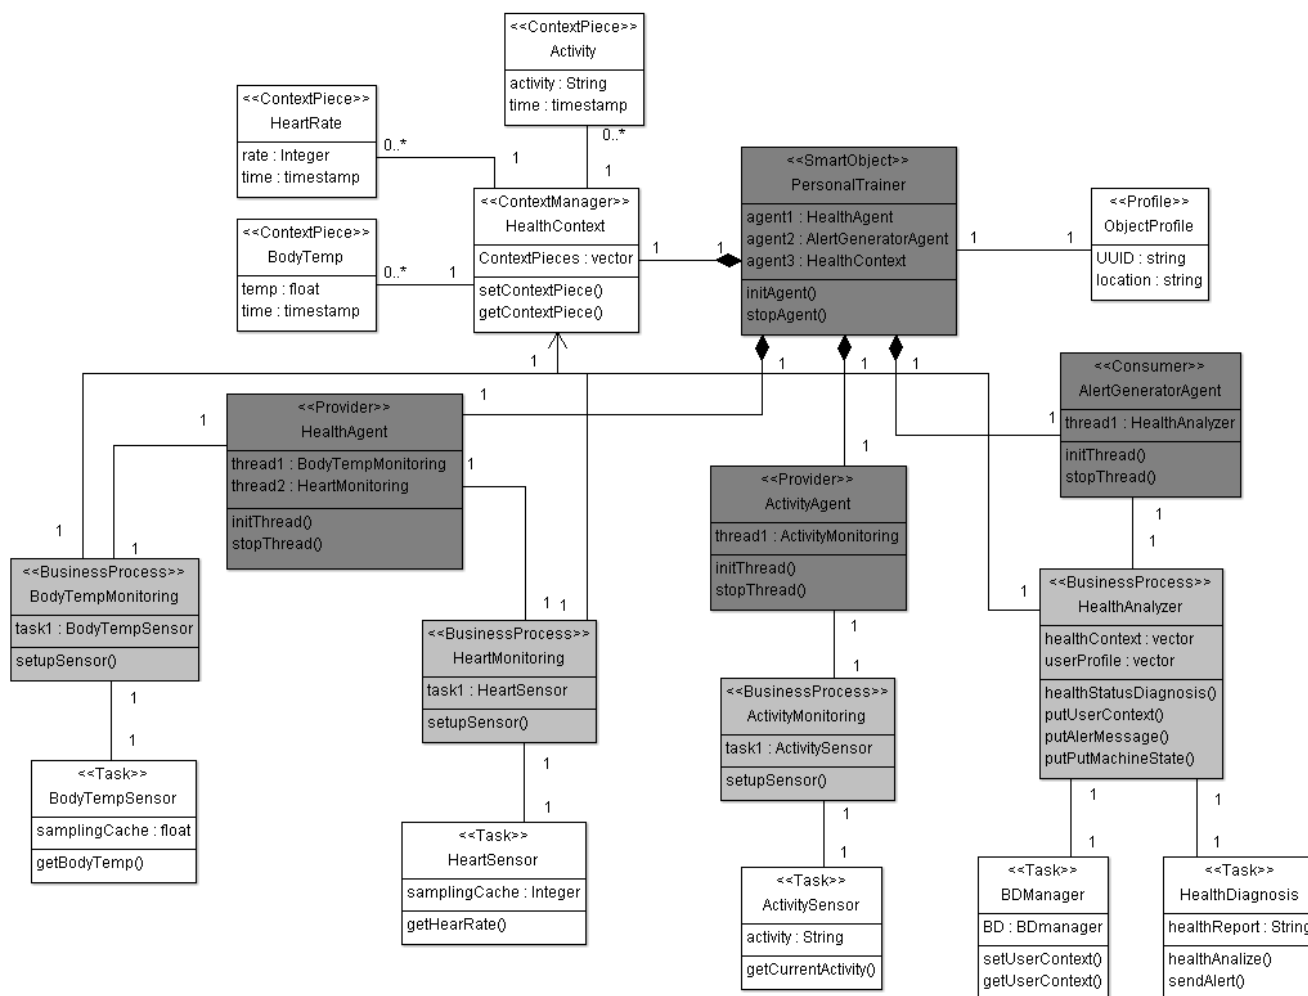 <<ContextPiece>>
Activity
activity : String
time : timestamp
0..*
1
<<ContextPiece>>
HeartRate
rate : Integer
time : timestamp
0..*
1
<<SmartObject>>
PersonalTrainer
agent1 : HealthAgent
agent2 : AlertGeneratorAgent
agent3 : HealthContext
initAgent()
stopAgent()
<<ContextManager>>
HealthContext
ContextPieces : vector
setContextPiece()
getContextPiece()
1
1
<<Profile>>
ObjectProfile
UUID : string
location : string
1
1
<<ContextPiece>>
BodyTemp
temp : float
time : timestamp
0..*
1
1
1
1
1
1
1
<<Consumer>>
AlertGeneratorAgent
thread1 : HealthAnalyzer
initThread()
stopThread()
1
<<Provider>>
HealthAgent
thread1 : BodyTempMonitoring
thread2 : HeartMonitoring
initThread()
stopThread()
1
1
1
<<Provider>>
ActivityAgent
thread1 : ActivityMonitoring
initThread()
stopThread()
1
1
1
1
<<BusinessProcess>>
BodyTempMonitoring
task1 : BodyTempSensor
setupSensor()
1
1
<<BusinessProcess>>
HealthAnalyzer
healthContext : vector
userProfile : vector
healthStatusDiagnosis()
putUserContext()
putAlerMessage()
putPutMachineState()
1
1
1
<<BusinessProcess>>
HeartMonitoring
task1 : HeartSensor
setupSensor()
1
1
<<BusinessProcess>>
ActivityMonitoring
task1 : ActivitySensor
setupSensor()
1
1
<<Task>>
BodyTempSensor
samplingCache : float
getBodyTemp()
1
1
<<Task>>
HeartSensor
samplingCache : Integer
getHearRate()
1
1
<<Task>>
ActivitySensor
activity : String
getCurrentActivity()
1
1
1
1
<<Task>>
BDManager
BD : BDmanager
setUserContext()
getUserContext()
<<Task>>
HealthDiagnosis
healthReport : String
healthAnalize()
sendAlert()